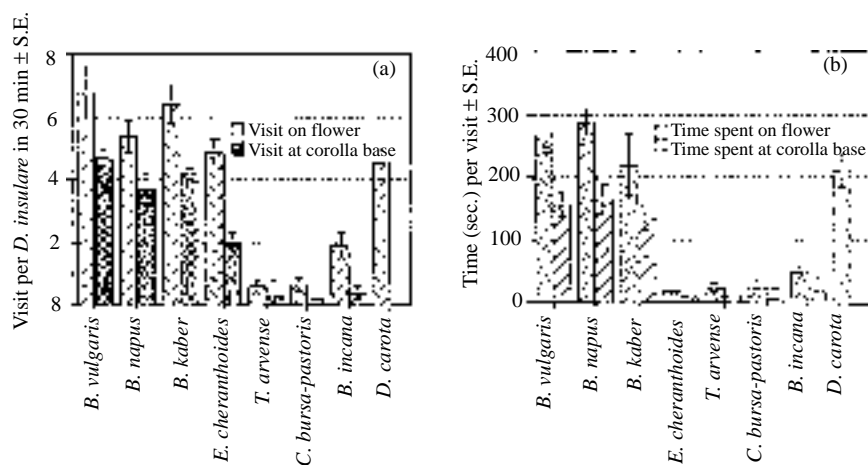 Visit per D. insulare in 30 min ± S.E.
8
6
4
2
8
(a)
Visit on flower
Visit at corolla base
B. vulgaris
B. napus
B. kaber
E. cheranthoides
T. arvense
C. bursa-pastoris
B. incana
D. carota
Time (sec.) per visit ± S.E.
400
300
200
100
0
(b)
Time spent on flower
Time spent at corolla base
B. vulgaris
B. napus
B. kaber
E. cheranthoides
T. arvense
C. bursa-pastoris
B. incana
D. carota